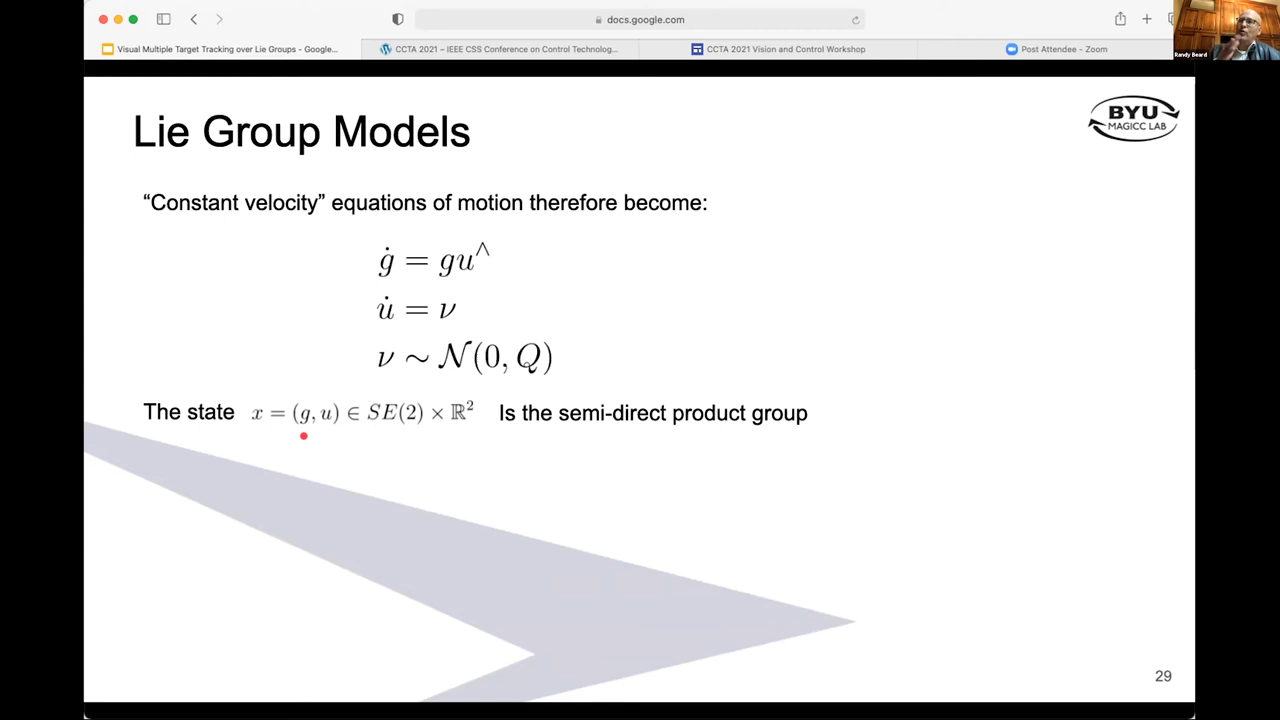 docs.google.com
Visual Multiple Target Tracking over Lie Groups - Google...
CCTA 2021 – IEEE CSS Conference on Control Technolog...
CCTA 2021 Vision and Control Workshop
Post Attendee - Zoom
Randy Beard
Lie Group Models
BYU
MAGICC LAB
“Constant velocity” equations of motion therefore become:
ġ = gu^∧
u̇ = ν
ν ∼ 𝒩(0, Q)
The state x = (g, u) ∈ SE(2) × ℝ² Is the semi-direct product group
29